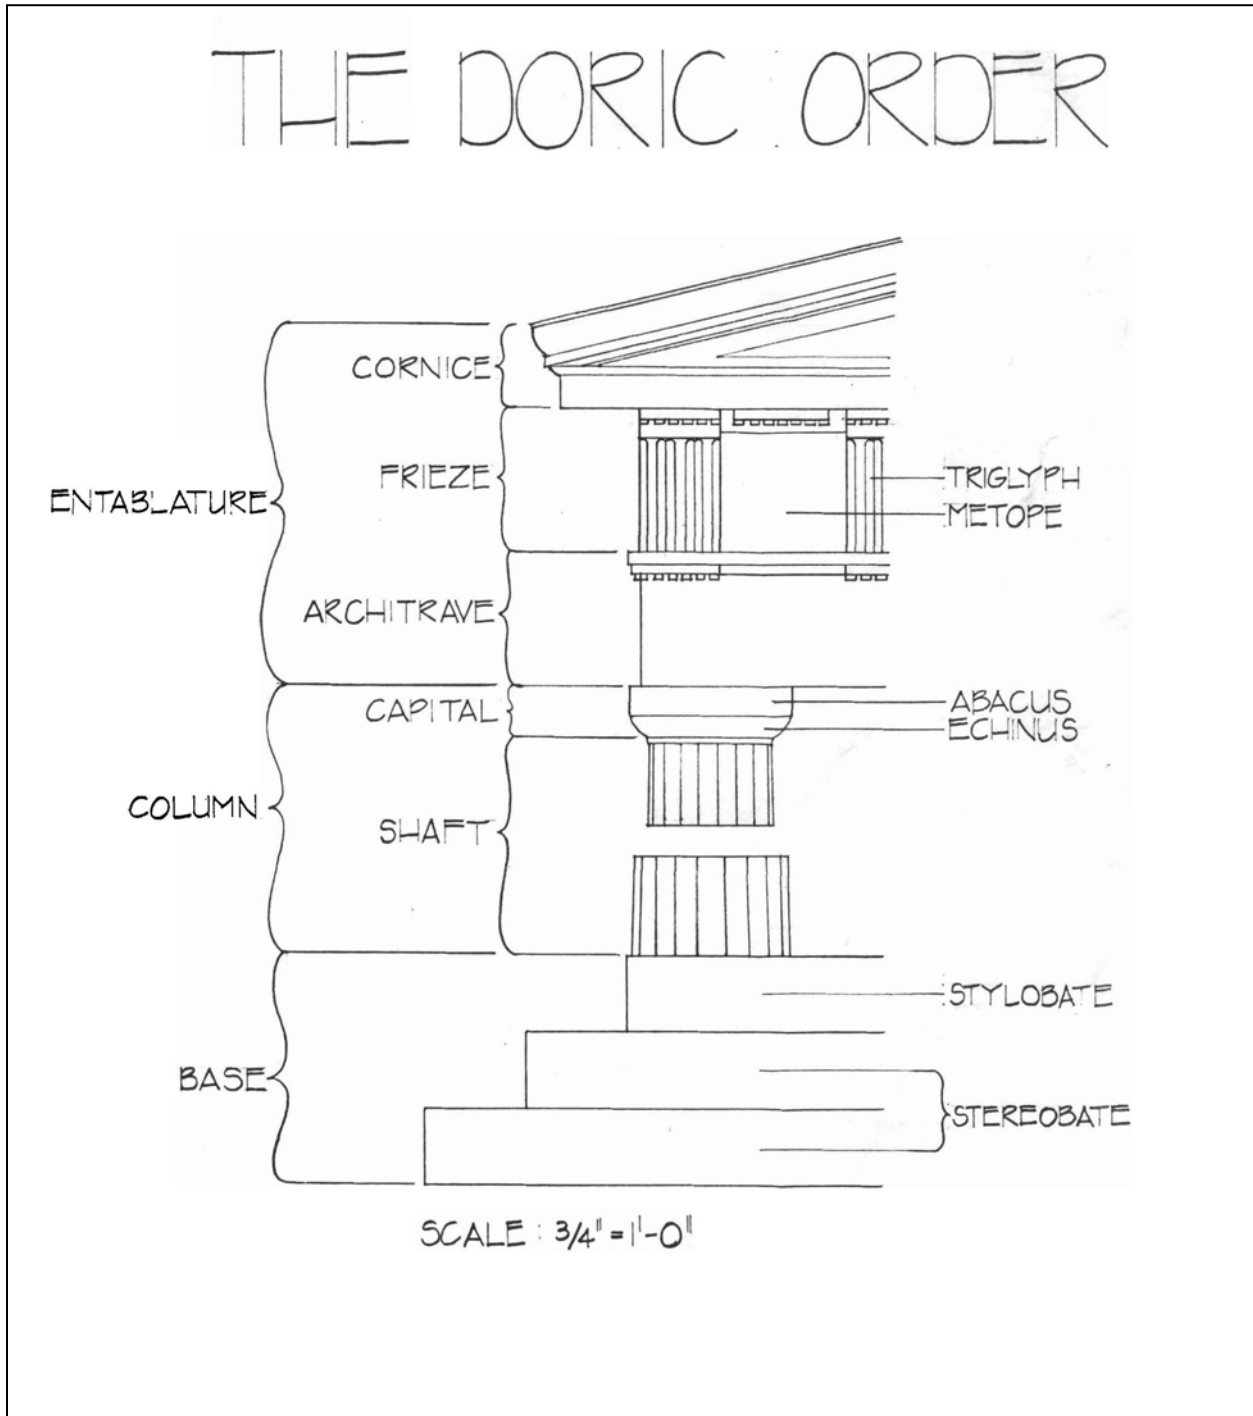 THE DORIC ORDER
CORNICE
FRIEZE
TRIGLYPH
ENTABLATURE
METOPE
ARCHITRAVE
CAPITAL
ABACUS
ECHINUS
COLUMN
SHAFT
STYLOBATE
BASE
STEREOBATE
SCALE : 3/4" = 1'-0"